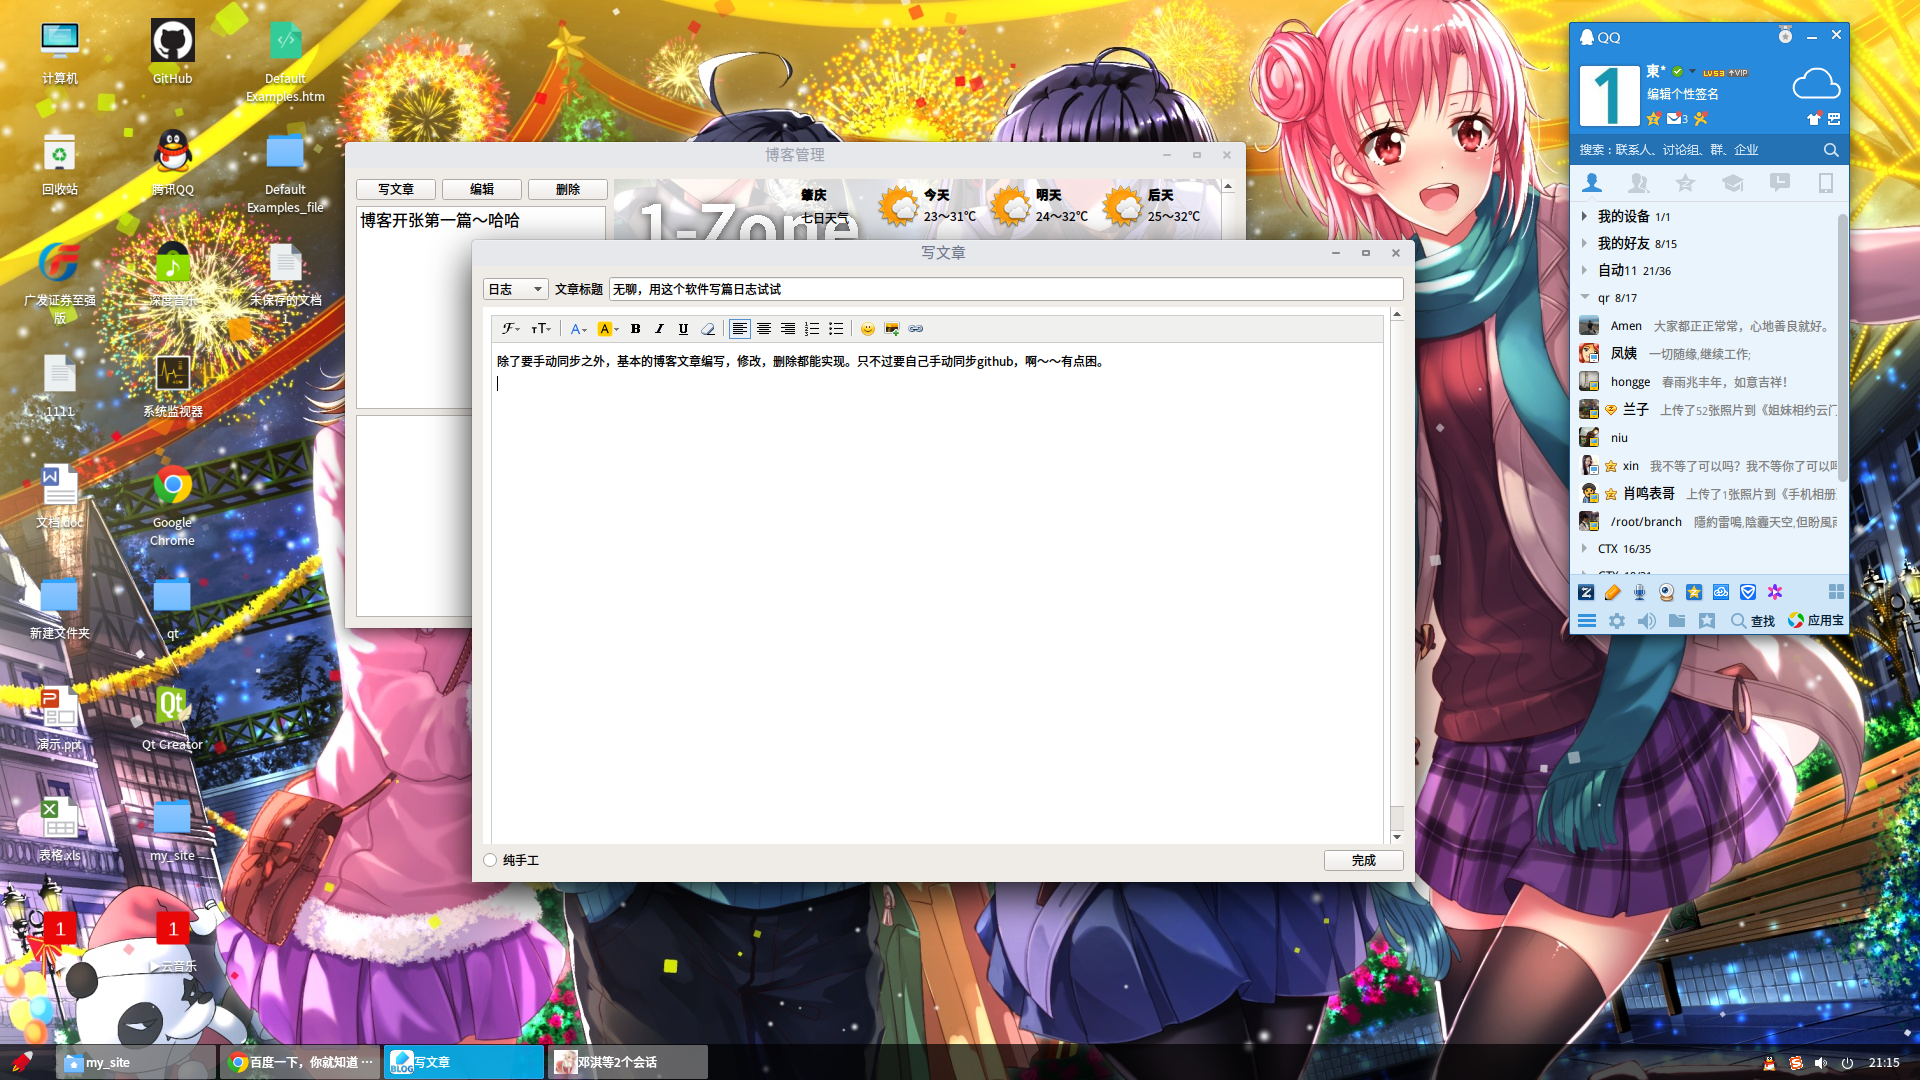 计算机
GitHub
Default
Examples.htm
回收站
腾讯QQ
Default
Examples_file
广发证券至强
版
深度音乐
未保存的文档
1
1111
系统监视器
文档.doc
Google
Chrome
新建文件夹
qt
演示.ppt
Qt Creator
表格.xls
my_site
1
1
云音乐
博客管理
写文章
编辑
删除
博客开张第一篇～哈哈
1-Zone
肇庆
七日天气
今天
23～31℃
明天
24～32℃
后天
25～32℃
写文章
日志
文章标题
无聊，用这个软件写篇日志试试
除了要手动同步之外，基本的博客文章编写，修改，删除都能实现。只不过要自己手动同步github，啊～～有点困。
纯手工
完成
QQ
1
東*
LV53 VIP
编辑个性签名
3
搜索：联系人、讨论组、群、企业
我的设备 1/1
我的好友 8/15
自动11 21/36
qr 8/17
Amen 大家都正正常常，心地善良就好。
凤姨 一切随缘,继续工作;
hongge 春雨兆丰年，如意吉祥！
兰子 上传了52张照片到《姐妹相约云门
niu
xin 我不等了可以吗？我不等你了可以吗
肖鸣表哥 上传了1张照片到《手机相册
/root/branch 隱約雷鳴,陰霾天空,但盼風雨
CTX 16/35
查找
应用宝
my_site
百度一下，你就知道 ···
BLOG
写文章
邓淇等2个会话
21:15